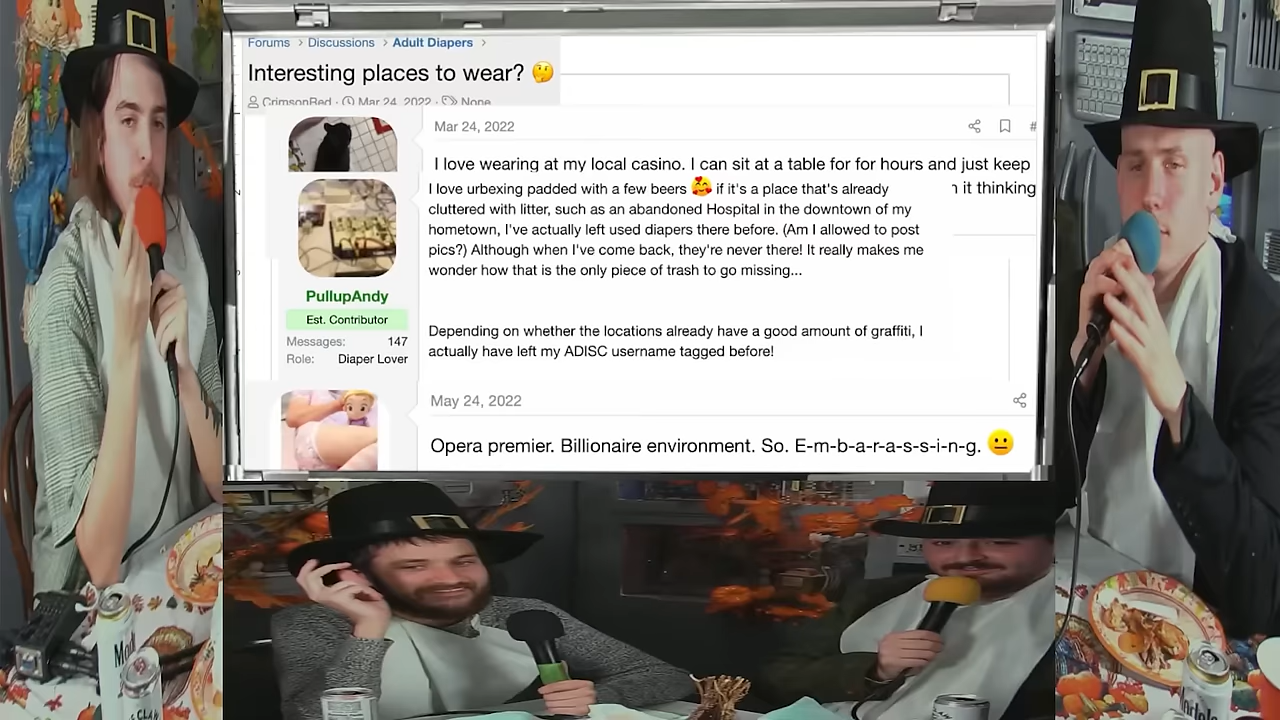 Forums > Discussions > Adult Diapers >
Interesting places to wear? 🤔
CrimsonRed · Mar 24, 2022 · None
Mar 24, 2022
#
I love wearing at my local casino. I can sit at a table for for hours and just keep
it thinking
I love urbexing padded with a few beers 🥰 if it's a place that's already
cluttered with litter, such as an abandoned Hospital in the downtown of my
hometown, I've actually left used diapers there before. (Am I allowed to post
pics?) Although when I've come back, they're never there! It really makes me
wonder how that is the only piece of trash to go missing...
PullupAndy
Est. Contributor
Messages: 147
Role: Diaper Lover
Depending on whether the locations already have a good amount of graffiti, I
actually have left my ADISC username tagged before!
May 24, 2022
Opera premier. Billionaire environment. So. E-m-b-a-r-a-s-s-i-n-g. 😐